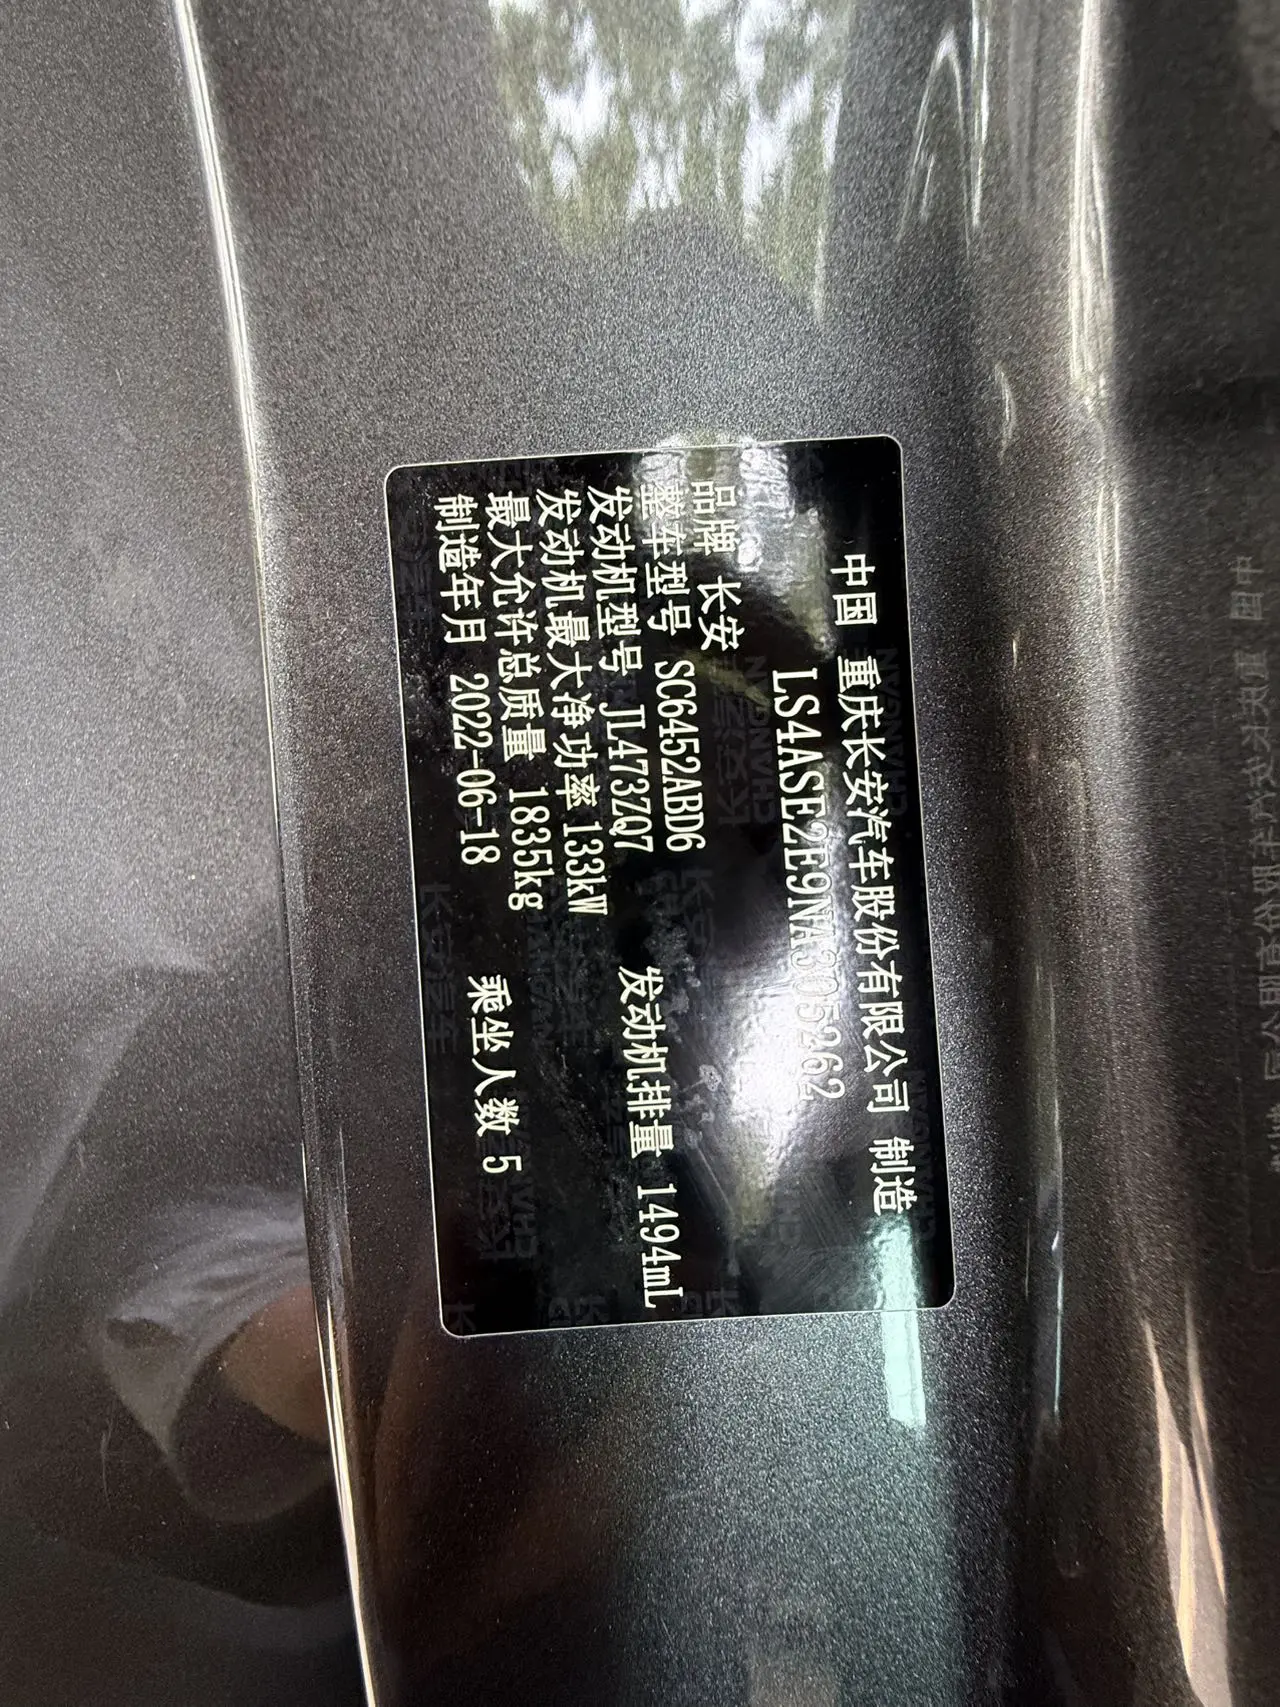 中国 重庆长安汽车股份有限公司 制造
LS4ASE2E9NA305262
品牌 长安
整车型号 SC6452ABD6
发动机型号 JL473ZQ7 发动机排量 1494mL
发动机最大净功率 133kW
最大允许总质量 1835kg 乘坐人数 5
制造年月 2022-06-18